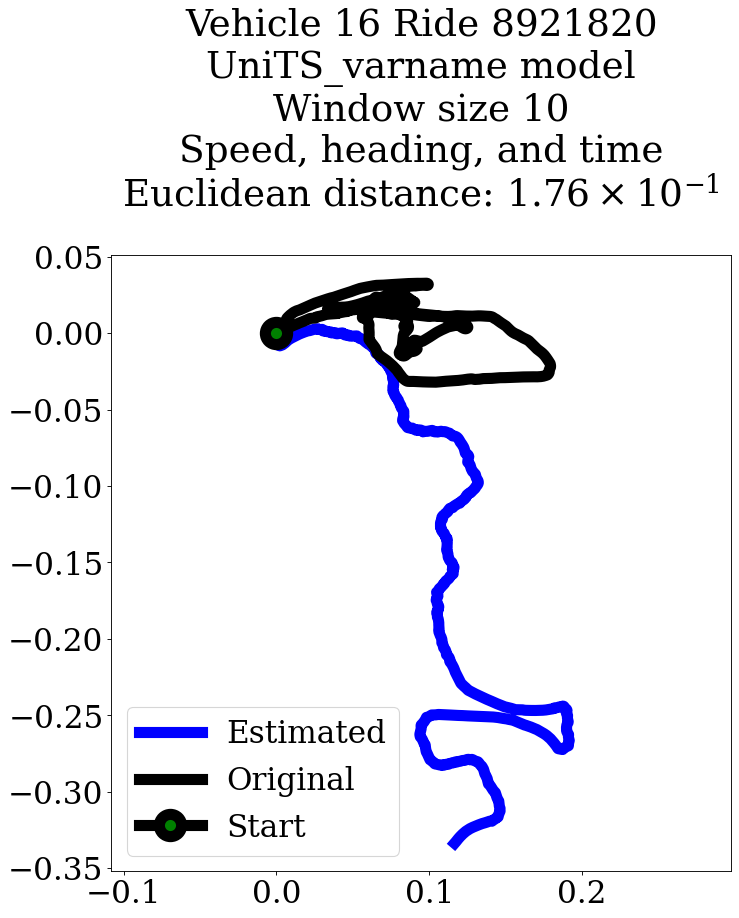 Vehicle 16 Ride 8921820
UniTS_varname model
Window size 10
Speed, heading, and time
Euclidean distance: 1.76 × 10⁻¹
0.05
0.00
−0.05
−0.10
−0.15
−0.20
−0.25
−0.30
−0.35
Estimated
Original
Start
−0.1 0.0 0.1 0.2